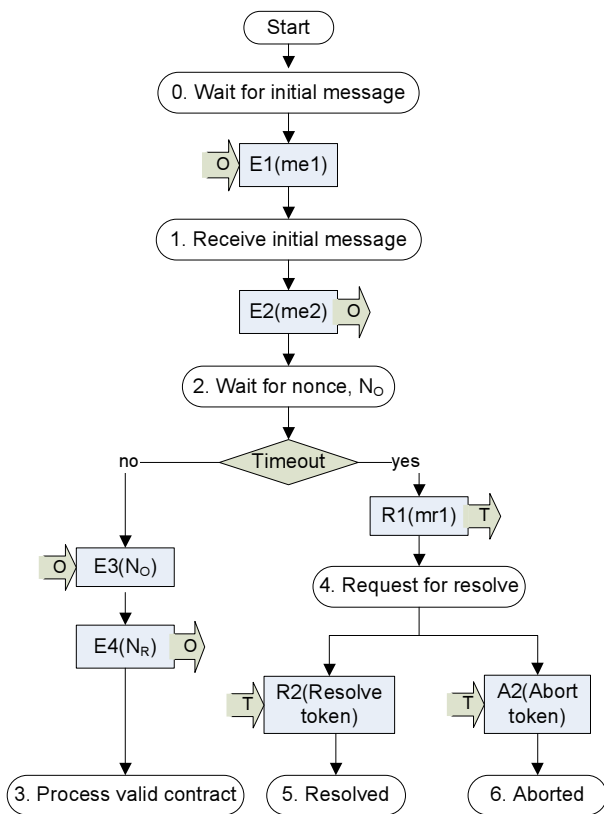 Start
0. Wait for initial message
O
E1(me1)
1. Receive initial message
E2(me2)
O
2. Wait for nonce, N_O
no
Timeout
yes
R1(mr1)
T
O
E3(N_O)
4. Request for resolve
E4(N_R)
O
T
R2(Resolve
token)
T
A2(Abort
token)
3. Process valid contract
5. Resolved
6. Aborted